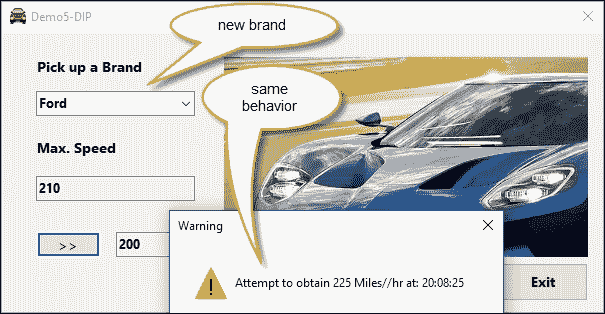 Demo5-DIP
new brand
Pick up a Brand
Ford
same
behavior
Max. Speed
210
>>
200
Warning
Attempt to obtain 225 Miles//hr at: 20:08:25
Exit